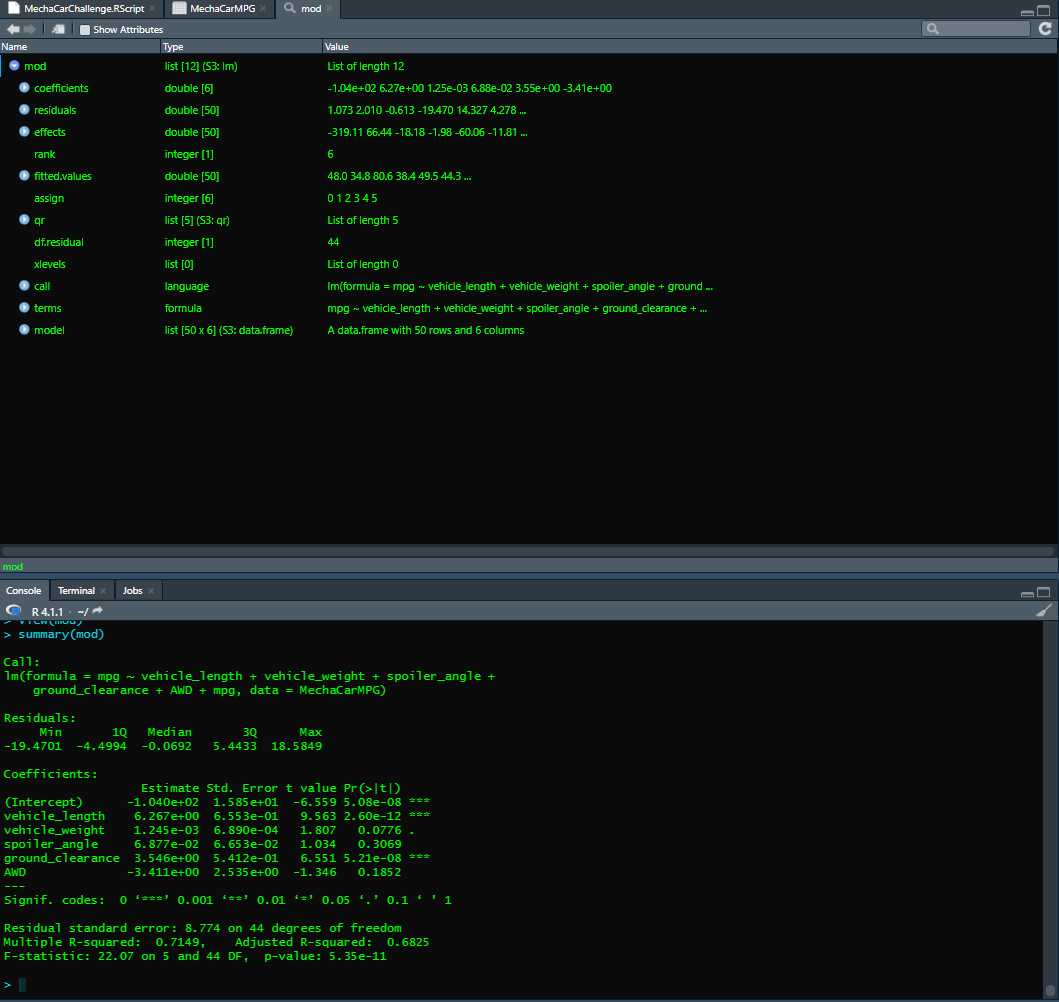 MechaCarChallenge.RScript × MechaCarMPG × mod ×
Show Attributes
Name Type Value
mod list [12] (S3: lm) List of length 12
coefficients double [6] -1.04e+02 6.27e+00 1.25e-03 6.88e-02 3.55e+00 -3.41e+00
residuals double [50] 1.073 2.010 -0.613 -19.470 14.327 4.278 ...
effects double [50] -319.11 66.44 -18.18 -1.98 -60.06 -11.81 ...
rank integer [1] 6
fitted.values double [50] 48.0 34.8 80.6 38.4 49.5 44.3 ...
assign integer [6] 0 1 2 3 4 5
qr list [5] (S3: qr) List of length 5
df.residual integer [1] 44
xlevels list [0] List of length 0
call language lm(formula = mpg ~ vehicle_length + vehicle_weight + spoiler_angle + ground ...
terms formula mpg ~ vehicle_length + vehicle_weight + spoiler_angle + ground_clearance + ...
model list [50 x 6] (S3: data.frame) A data.frame with 50 rows and 6 columns
mod
Console Terminal × Jobs ×
R 4.1.1 · ~/
> View(mod)
> summary(mod)
Call:
lm(formula = mpg ~ vehicle_length + vehicle_weight + spoiler_angle +
ground_clearance + AWD + mpg, data = MechaCarMPG)
Residuals:
Min 1Q Median 3Q Max
-19.4701 -4.4994 -0.0692 5.4433 18.5849
Coefficients:
Estimate Std. Error t value Pr(>|t|)
(Intercept) -1.040e+02 1.585e+01 -6.559 5.08e-08 ***
vehicle_length 6.267e+00 6.553e-01 9.563 2.60e-12 ***
vehicle_weight 1.245e-03 6.890e-04 1.807 0.0776 .
spoiler_angle 6.877e-02 6.653e-02 1.034 0.3069
ground_clearance 3.546e+00 5.412e-01 6.551 5.21e-08 ***
AWD -3.411e+00 2.535e+00 -1.346 0.1852
---
Signif. codes: 0 ‘***’ 0.001 ‘**’ 0.01 ‘*’ 0.05 ‘.’ 0.1 ‘ ’ 1
Residual standard error: 8.774 on 44 degrees of freedom
Multiple R-squared: 0.7149, Adjusted R-squared: 0.6825
F-statistic: 22.07 on 5 and 44 DF, p-value: 5.35e-11
>